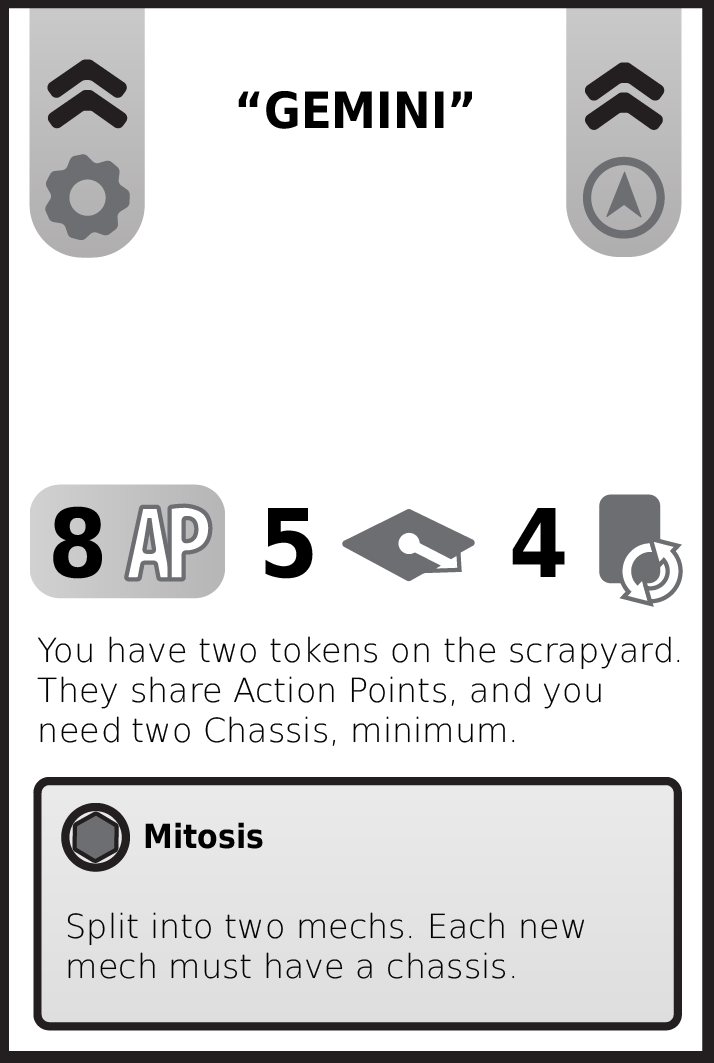 “GEMINI”
8 AP 5 4
You have two tokens on the scrapyard.
They share Action Points, and you
need two Chassis, minimum.
Mitosis
Split into two mechs. Each new
mech must have a chassis.